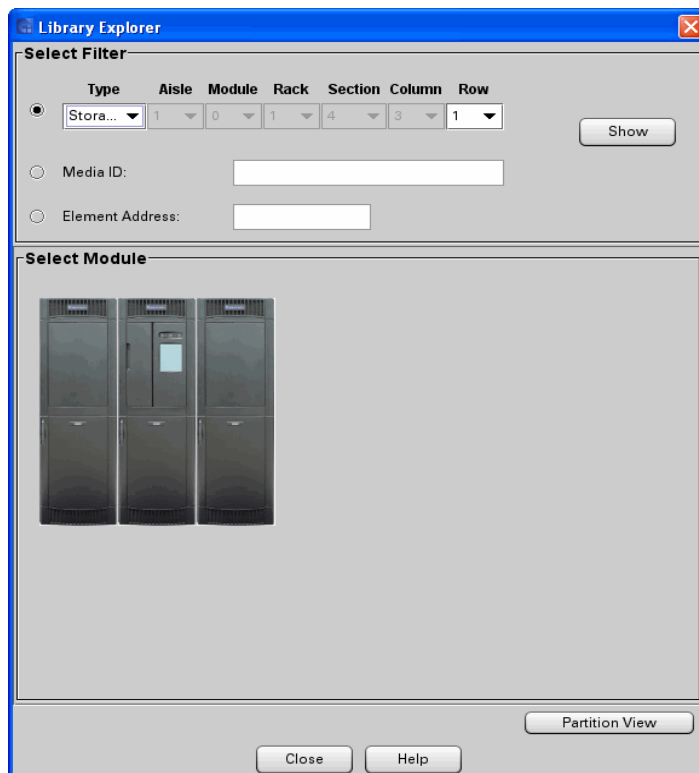 Library Explorer
Select Filter
Type Aisle Module Rack Section Column Row
Stora... 1 0 1 4 3 1
Show
Media ID:
Element Address:
Select Module
Partition View
Close Help